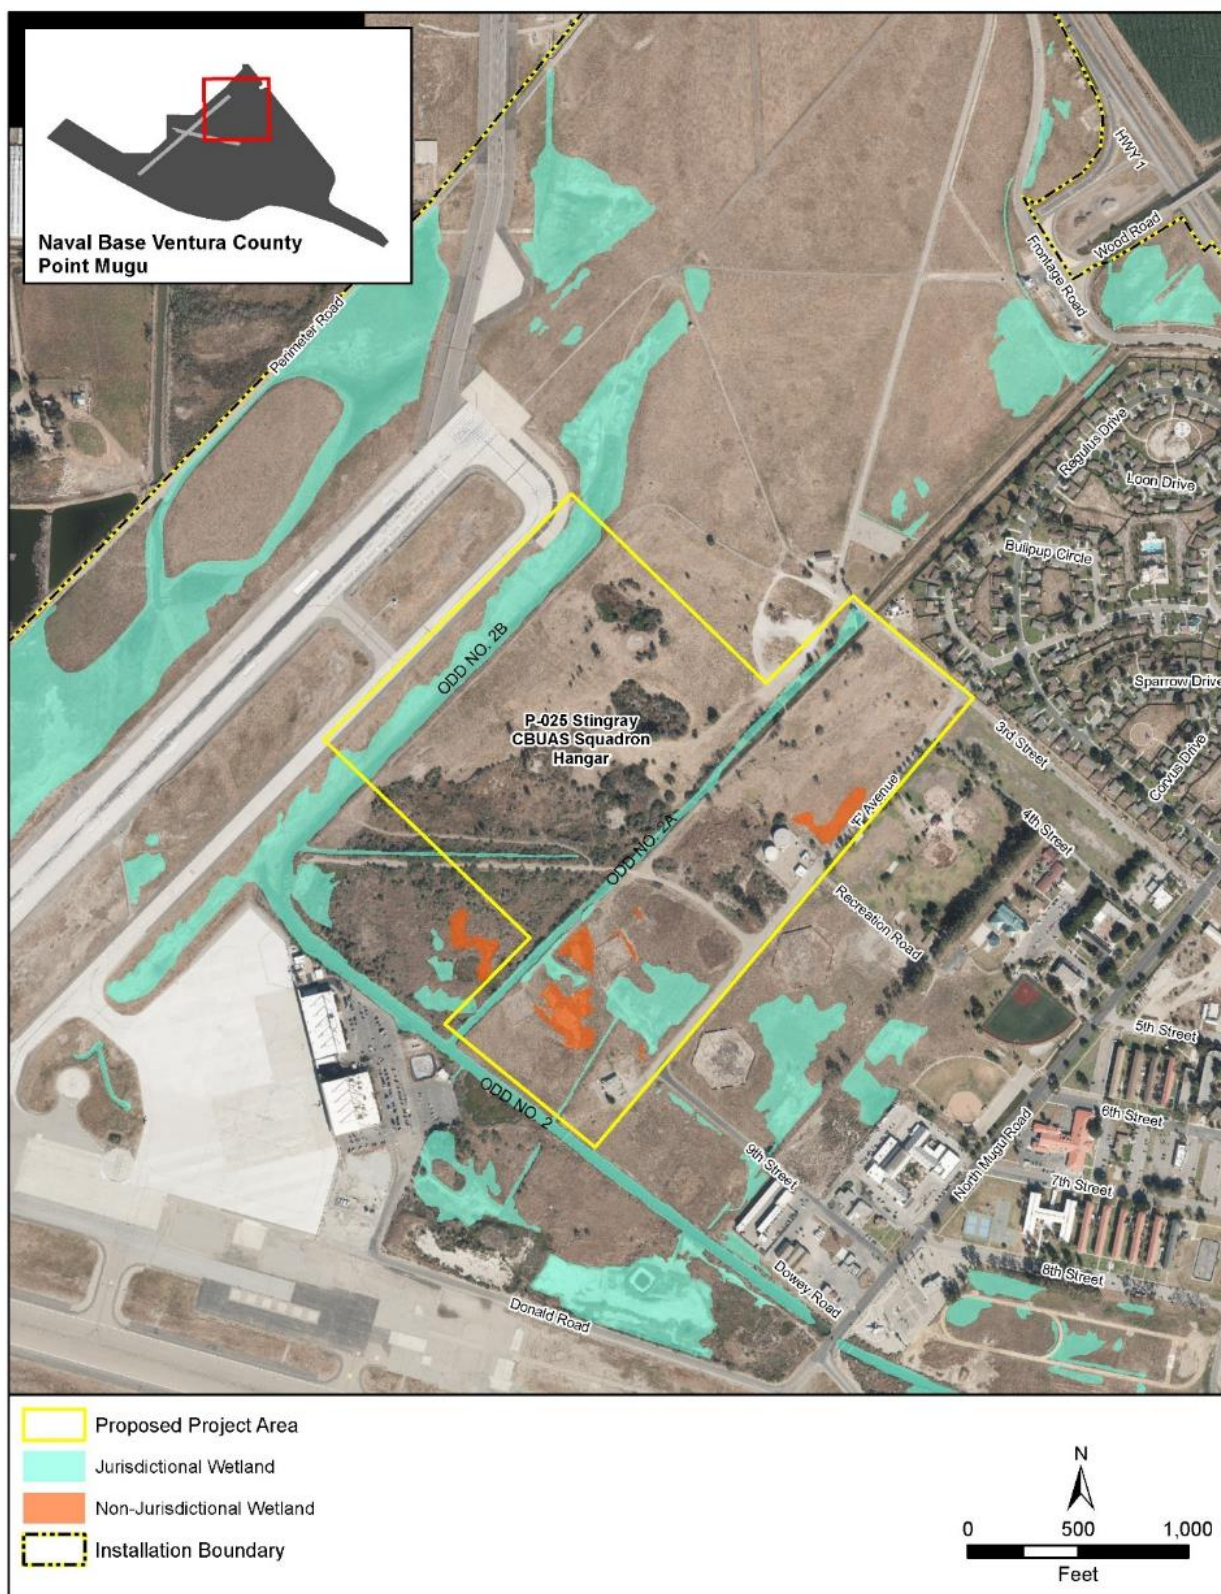 Naval Base Ventura County
Point Mugu
HWY 1
Wood Road
Frontage Road
Perimeter Road
Regulus Drive
Loon Drive
Bullpup Circle
Sparrow Drive
Corvus Drive
ODD NO. 2B
P-025 Stingray
CBUAS Squadron
Hangar
3rd Street
'F' Avenue
4th Street
ODD NO. 2A
Recreation Road
5th Street
6th Street
ODD NO. 2
9th Street
North Mugu Road
7th Street
8th Street
Dowey Road
Donald Road
Proposed Project Area
Jurisdictional Wetland
Non-Jurisdictional Wetland
Installation Boundary
N
0 500 1,000
Feet